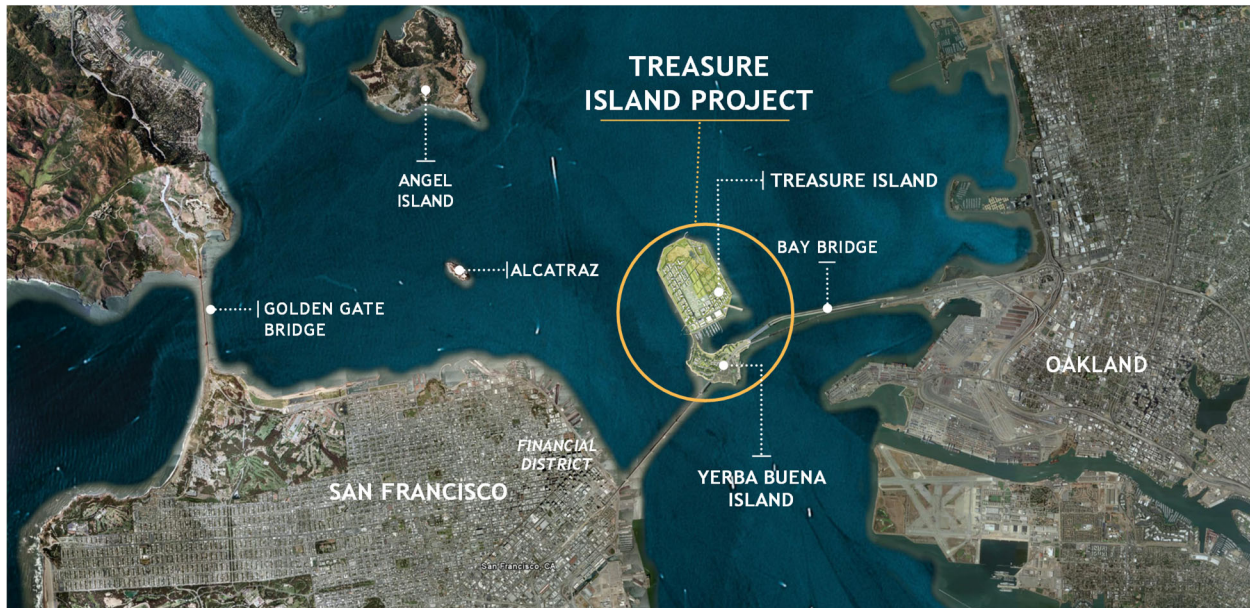 TREASURE
ISLAND PROJECT
ANGEL
ISLAND
TREASURE ISLAND
BAY BRIDGE
ALCATRAZ
GOLDEN GATE
BRIDGE
OAKLAND
FINANCIAL
DISTRICT
SAN FRANCISCO
YERBA BUENA
ISLAND
San Francisco, CA